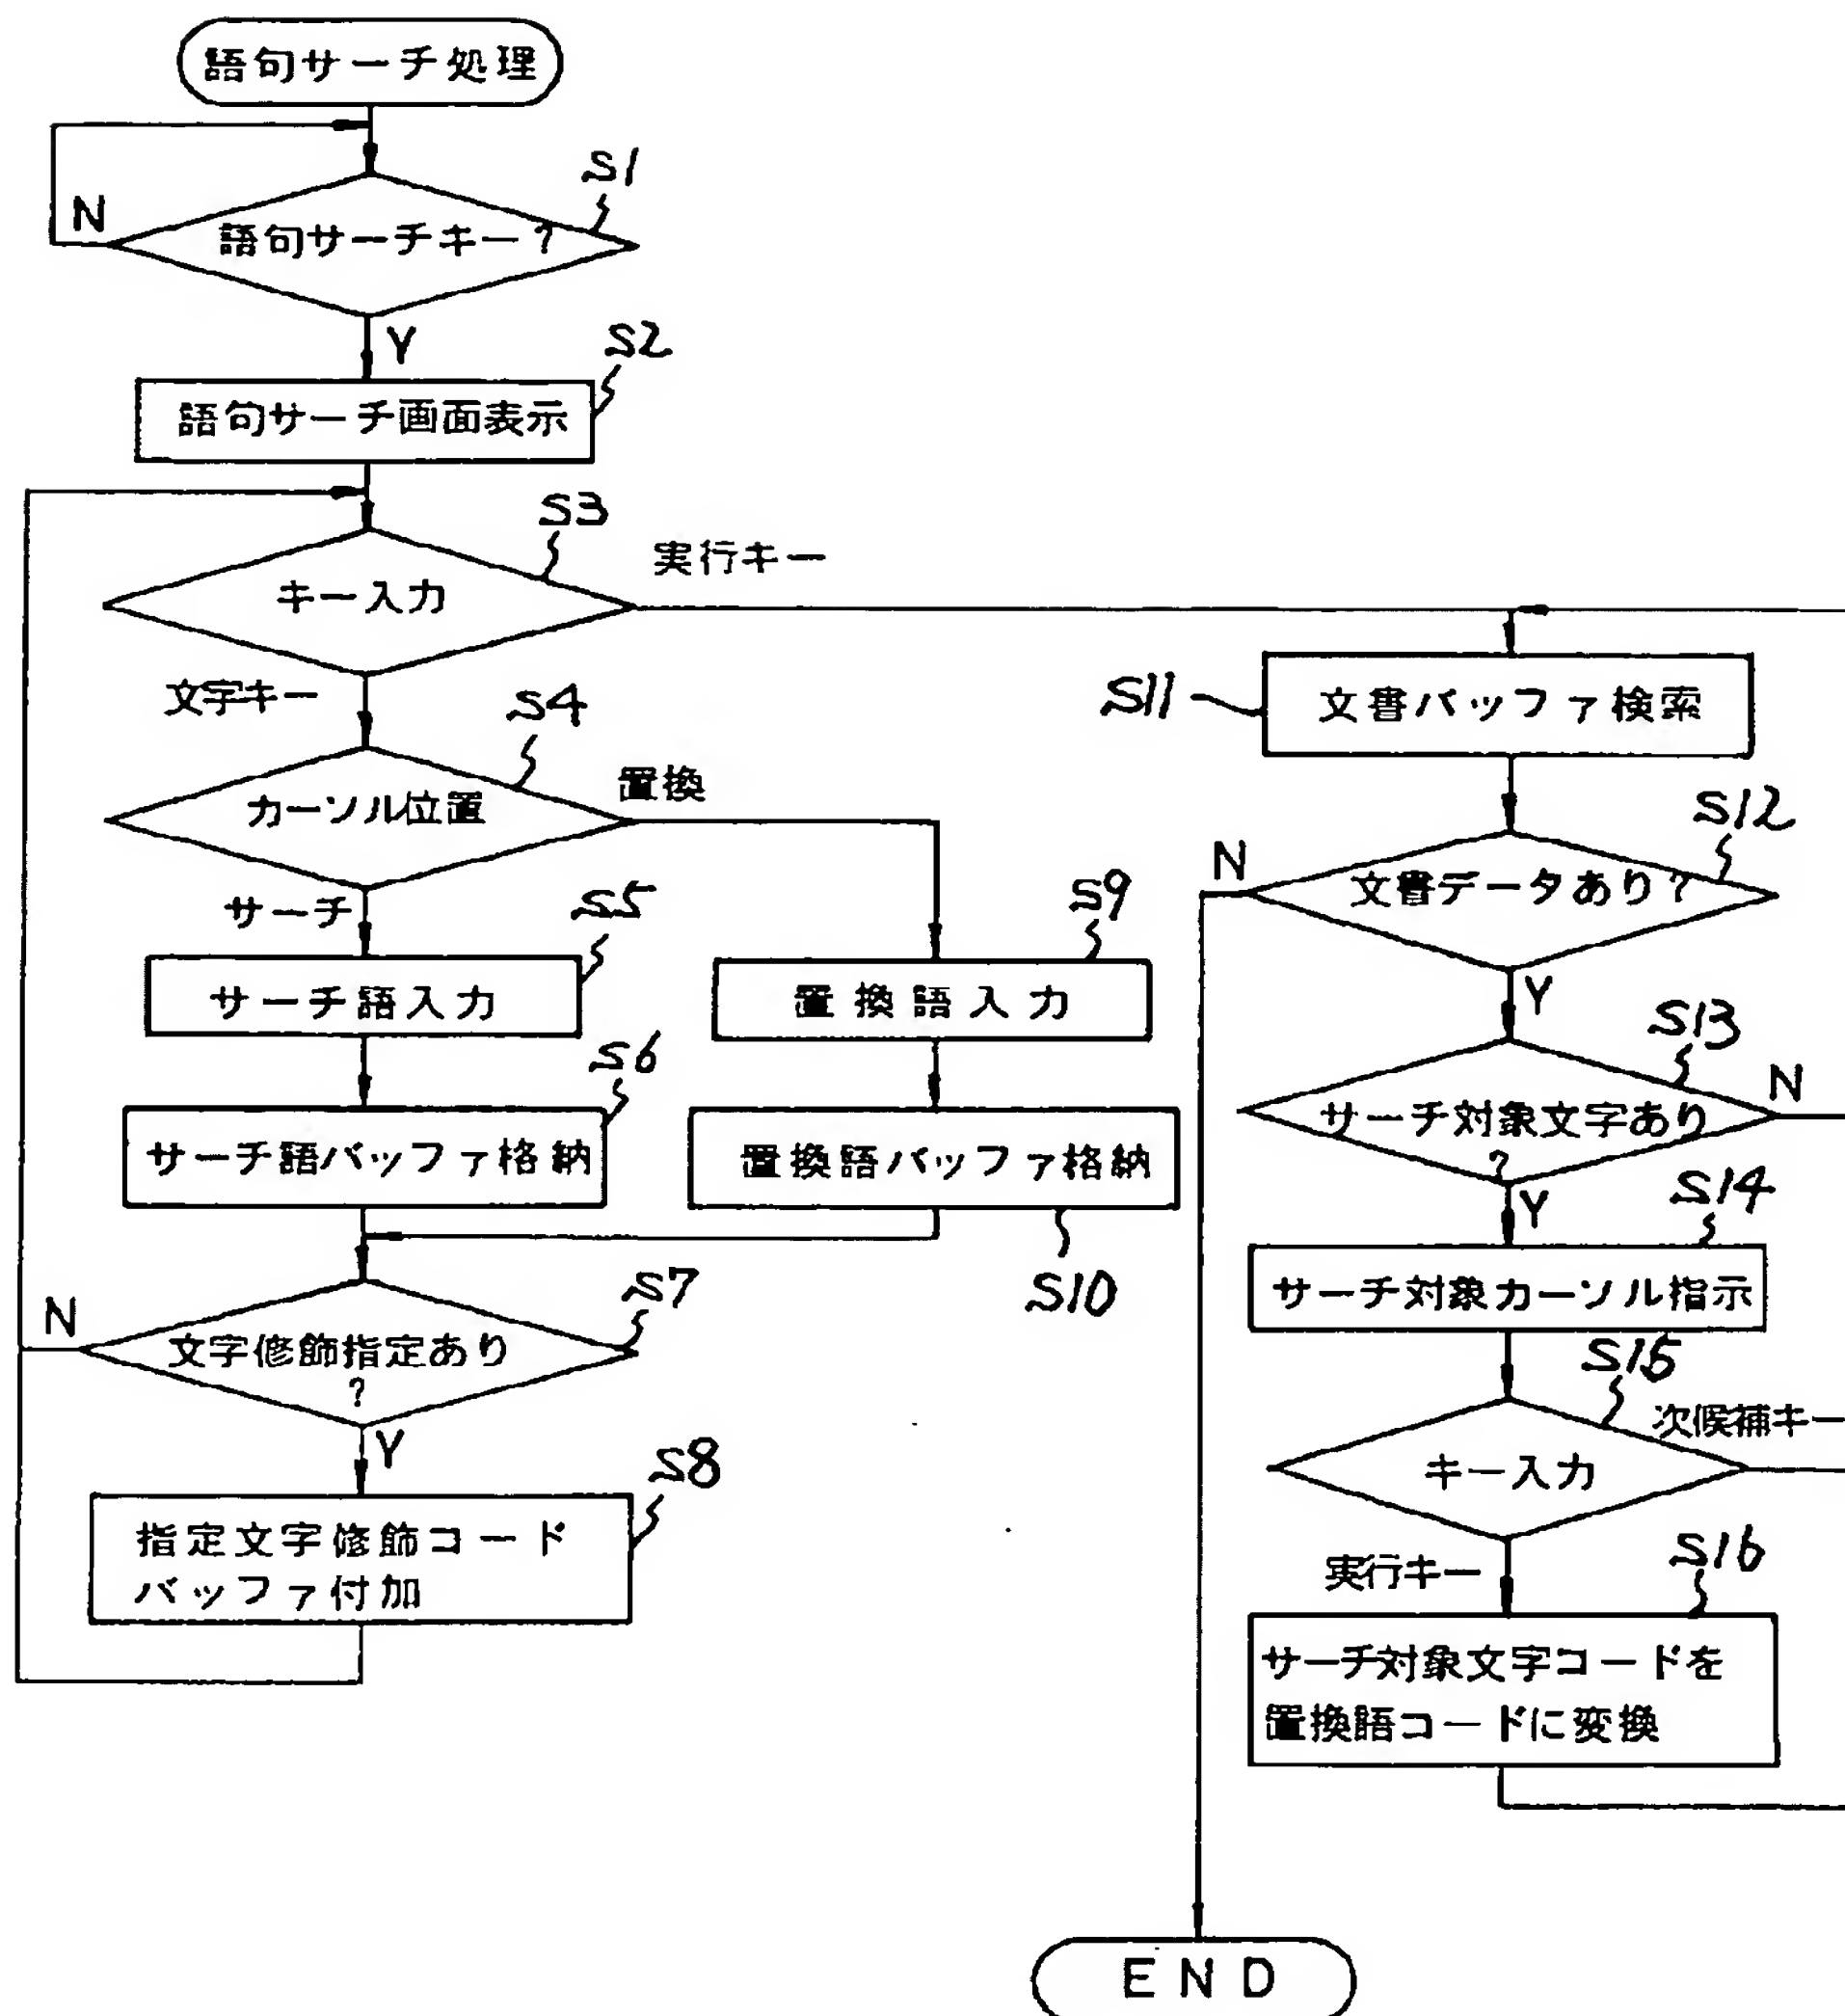 語句サーチ処理
S1
N
語句サーチキー?
Y
S2
語句サーチ画面表示
S3
実行キー
キー入力
文字キー
S4
置換
カーソル位置
サーチ
S5
サーチ語入力
S9
置換語入力
S6
サーチ語バッファ格納
置換語バッファ格納
S10
S7
N
文字修飾指定あり
?
Y
S8
指定文字修飾コード
バッファ付加
S11
文書バッファ検索
S12
N
文書データあり?
Y
S13
N
サーチ対象文字あり
?
Y
S14
サーチ対象カーソル指示
S15
次候補キー
キー入力
実行キー
S16
サーチ対象文字コードを
置換語コードに変換
END